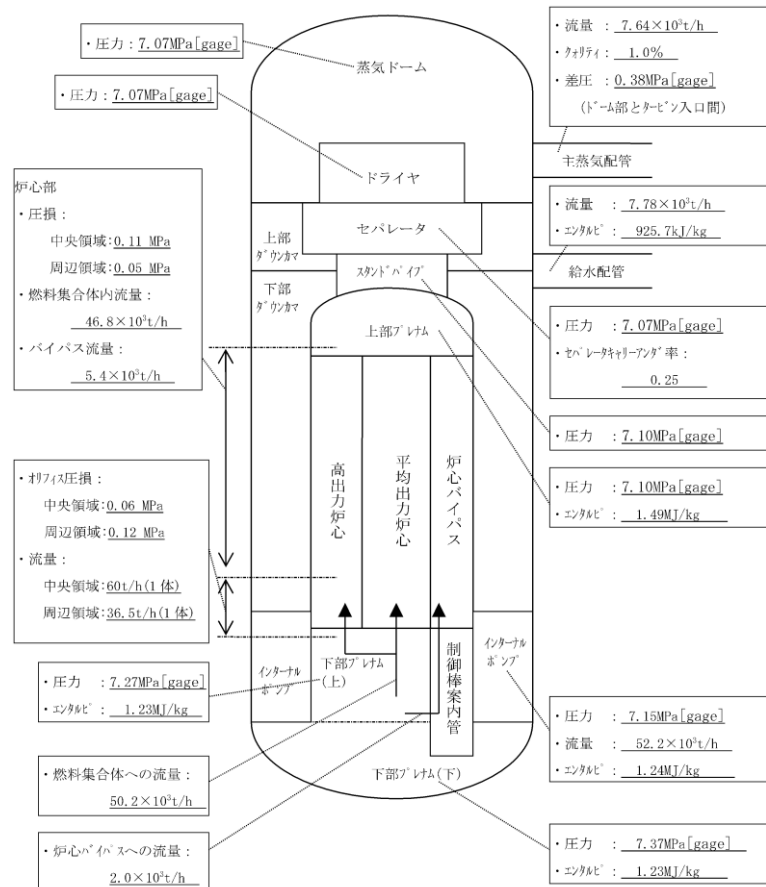 ・圧力：7.07MPa[gage]
・圧力：7.07MPa[gage]
蒸気ドーム
・流量 ： 7.64×10³t/h
・クォリティ ： 1.0%
・差圧 ：0.38MPa[gage]
(ドーム部とタービン入口間)
ドライヤ
主蒸気配管
セパレータ
・流量 ： 7.78×10³t/h
・エンタルピ ： 925.7kJ/kg
上部
ダウンカマ
スタンドパイプ
給水配管
下部
ダウンカマ
上部プレナム
炉心部
・圧損：
中央領域:0.11 MPa
周辺領域:0.05 MPa
・燃料集合体内流量：
46.8×10³t/h
・バイパス流量：
5.4×10³t/h
・圧力 ：7.07MPa[gage]
・セパレータキャリーアンダ率：
0.25
・圧力 ：7.10MPa[gage]
・圧力 ：7.10MPa[gage]
・エンタルピ ： 1.49MJ/kg
高出力炉心
平均出力炉心
炉心バイパス
・オリフィス圧損：
中央領域:0.06 MPa
周辺領域:0.12 MPa
・流量：
中央領域:60t/h(1体)
周辺領域:36.5t/h(1体)
インターナル
ポンプ
下部プレナム
(上)
制御棒案内管
インターナル
ポンプ
・圧力 ：7.27MPa[gage]
・エンタルピ ： 1.23MJ/kg
・圧力 ： 7.15MPa[gage]
・流量 ： 52.2×10³t/h
・エンタルピ ： 1.24MJ/kg
・燃料集合体への流量：
50.2×10³t/h
下部プレナム(下)
・炉心バイパスへの流量：
2.0×10³t/h
・圧力 ： 7.37MPa[gage]
・エンタルピ ： 1.23MJ/kg